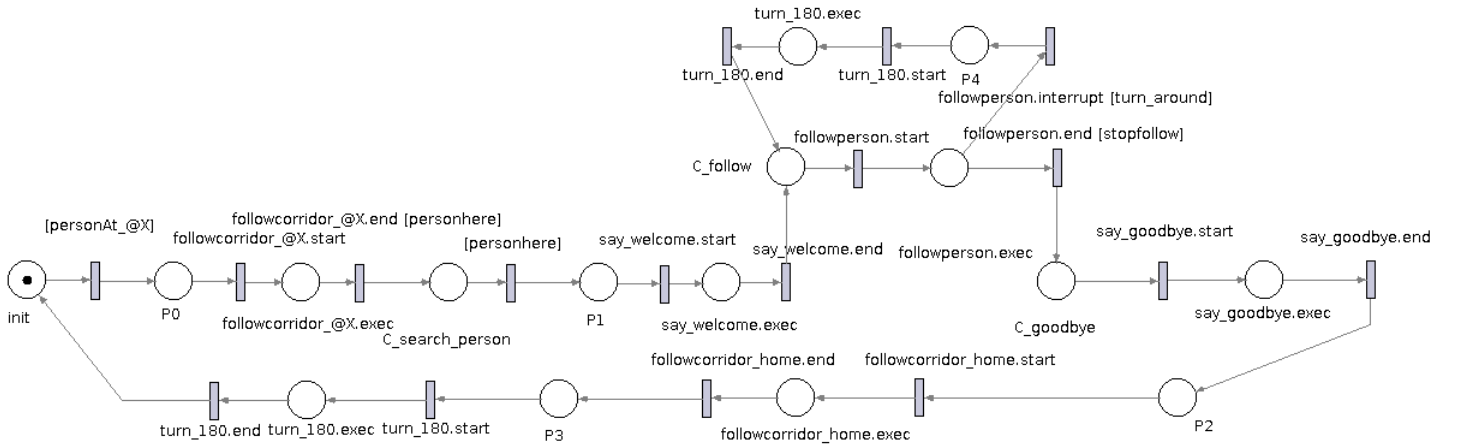 turn_180.exec
turn_180.end
turn_180.start
P4
followperson.interrupt [turn_around]
followperson.start
followperson.end [stopfollow]
C_follow
[personAt_@X]
followcorridor_@X.end [personhere]
followcorridor_@X.start
[personhere]
say_welcome.start
say_welcome.end
followperson.exec
say_goodbye.start
say_goodbye.end
init
P0
followcorridor_@X.exec
C_search_person
P1
say_welcome.exec
C_goodbye
say_goodbye.exec
followcorridor_home.end
followcorridor_home.start
turn_180.end
turn_180.exec
turn_180.start
P3
followcorridor_home.exec
P2